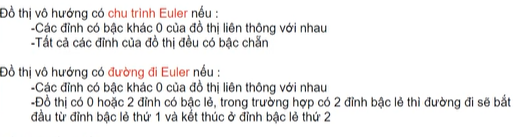 Đồ thị vô hướng có chu trình Euler nếu :
-Các đỉnh có bậc khác 0 của đồ thị liên thông với nhau
-Tất cả các đỉnh của đồ thị đều có bậc chẵn
Đồ thị vô hướng có đường đi Euler nếu :
-Các đỉnh có bậc khác 0 của đồ thị liên thông với nhau
-Đồ thị có 0 hoặc 2 đỉnh có bậc lẻ, trong trường hợp có 2 đỉnh bậc lẻ thì đường đi sẽ bắt
đầu từ đỉnh bậc lẻ thứ 1 và kết thúc ở đỉnh bậc lẻ thứ 2